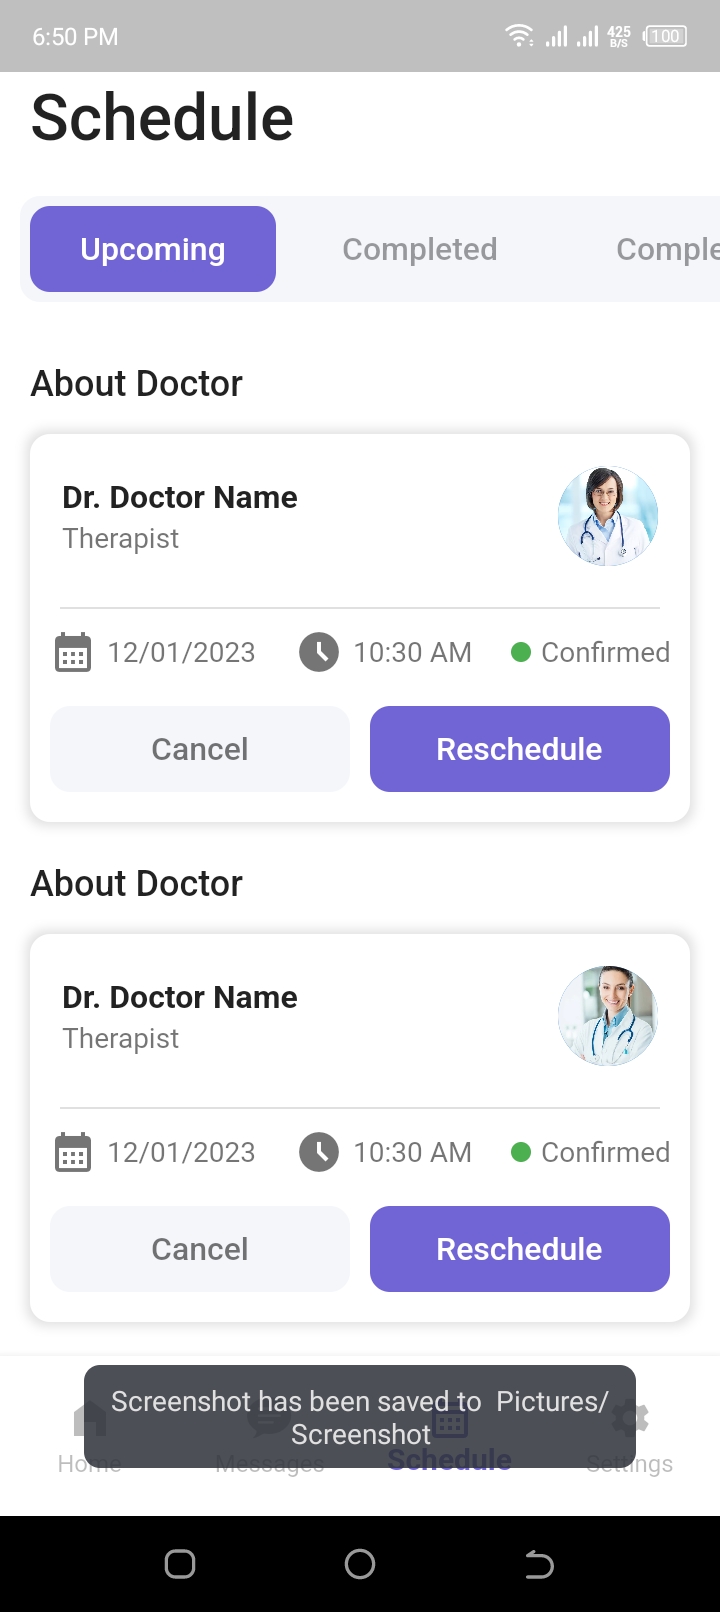 6:50 PM 425 B/S 100
Schedule
Upcoming Completed Comple
About Doctor
Dr. Doctor Name
Therapist
12/01/2023 10:30 AM Confirmed
Cancel Reschedule
About Doctor
Dr. Doctor Name
Therapist
12/01/2023 10:30 AM Confirmed
Cancel Reschedule
Screenshot has been saved to Pictures/
Screenshot
Home Messages Schedule Settings